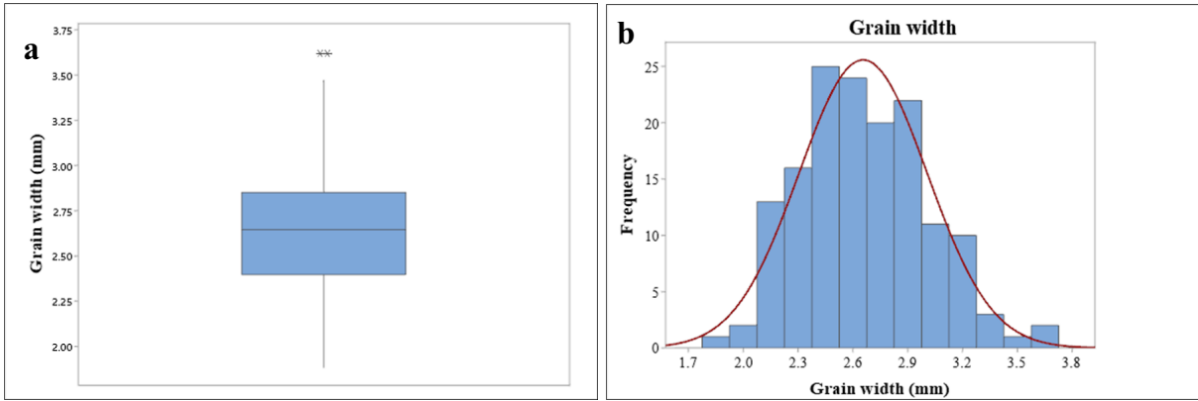 a
Grain width (mm)
3.75
3.50
3.25
3.00
2.75
2.50
2.25
2.00
**
b
Grain width
Frequency
25
20
15
10
5
0
1.7 2.0 2.3 2.6 2.9 3.2 3.5 3.8
Grain width (mm)